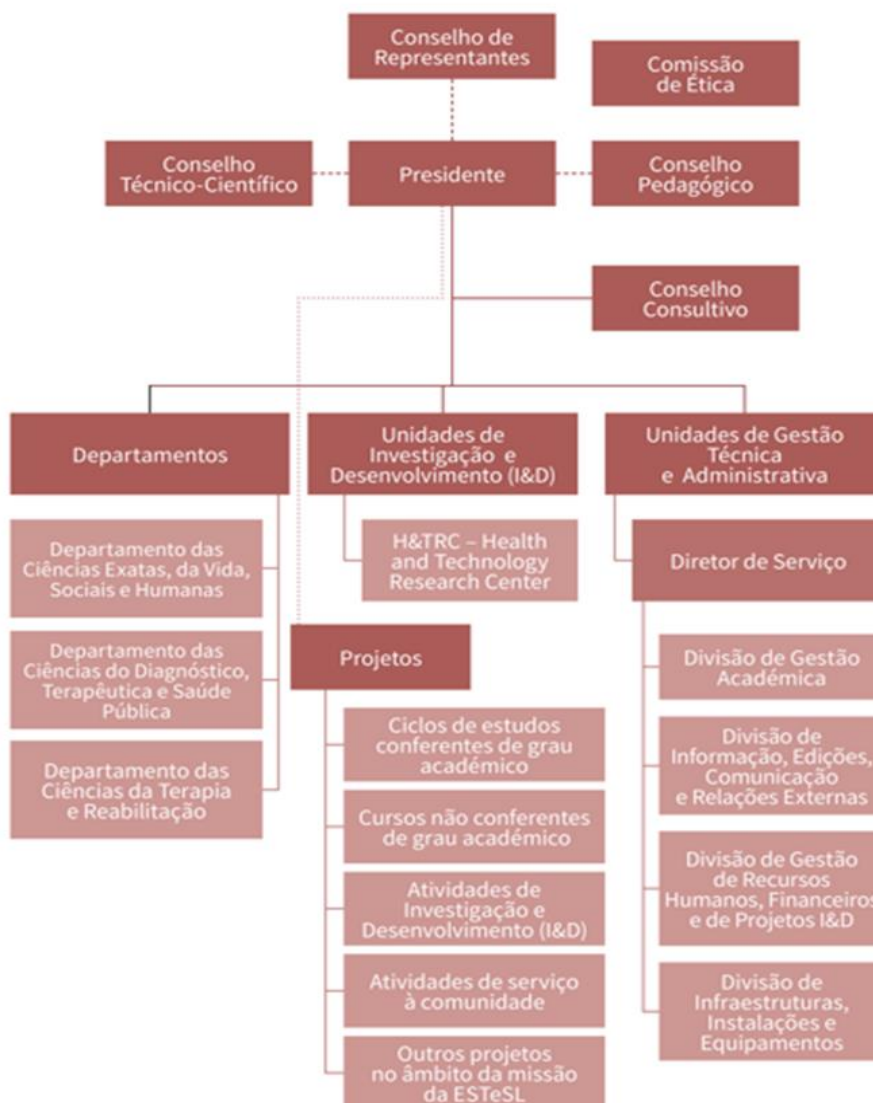 Conselho de
Representantes
Comissão
de Ética
Conselho
Técnico-Científico
Presidente
Conselho
Pedagógico
Conselho
Consultivo
Departamentos
Unidades de
Investigação e
Desenvolvimento (I&D)
Unidades de Gestão
Técnica
e Administrativa
Departamento das
Ciências Exatas, da Vida,
Sociais e Humanas
Departamento das
Ciências do Diagnóstico,
Terapêutica e Saúde
Pública
Departamento das
Ciências da Terapia
e Reabilitação
H&TRC – Health
and Technology
Research Center
Projetos
Ciclos de estudos
conferentes de grau
académico
Cursos não conferentes
de grau académico
Atividades de
Investigação e
Desenvolvimento (I&D)
Atividades de serviço
à comunidade
Outros projetos
no âmbito da missão
da ESTeSL
Diretor de Serviço
Divisão de Gestão
Académica
Divisão de
Informação, Edições,
Comunicação
e Relações Externas
Divisão de Gestão
de Recursos
Humanos, Financeiros
e de Projetos I&D
Divisão de
Infraestruturas,
Instalações e
Equipamentos